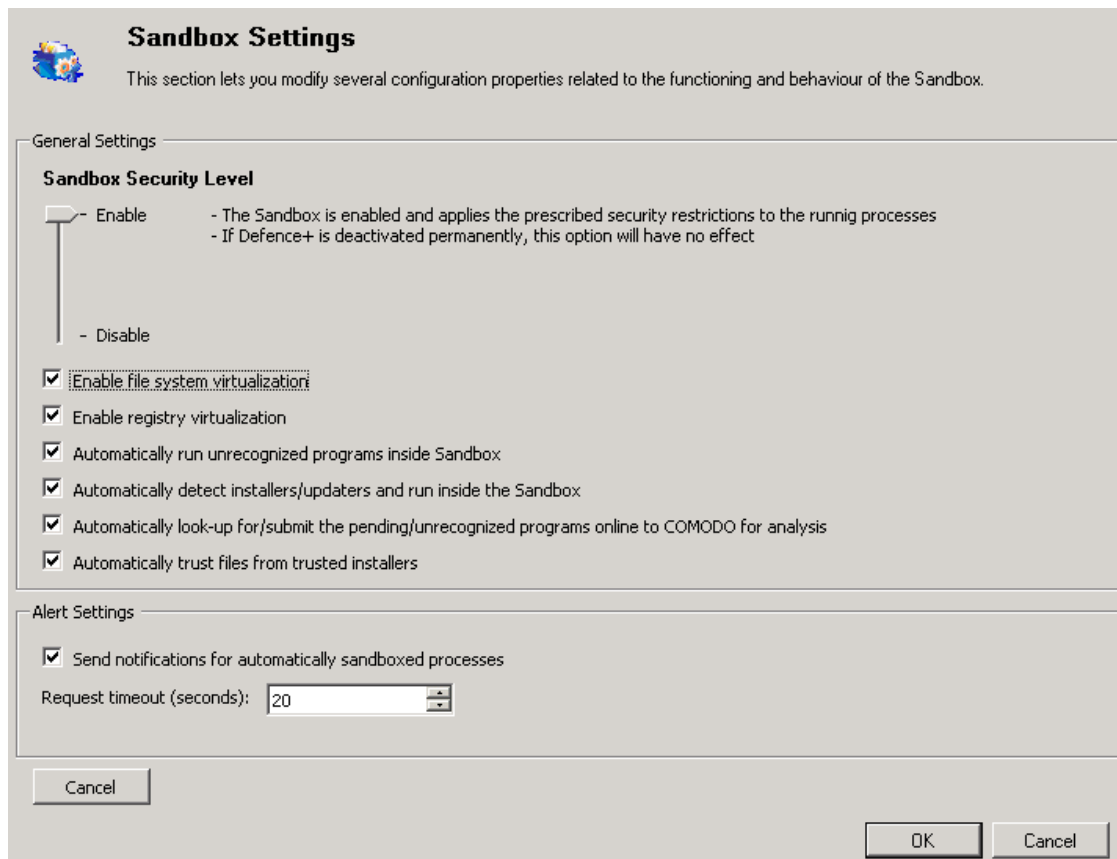 Sandbox Settings
This section lets you modify several configuration properties related to the functioning and behaviour of the Sandbox.
General Settings
Sandbox Security Level
- Enable
- The Sandbox is enabled and applies the prescribed security restrictions to the runnig processes
- If Defence+ is deactivated permanently, this option will have no effect
- Disable
Enable file system virtualization
Enable registry virtualization
Automatically run unrecognized programs inside Sandbox
Automatically detect installers/updaters and run inside the Sandbox
Automatically look-up for/submit the pending/unrecognized programs online to COMODO for analysis
Automatically trust files from trusted installers
Alert Settings
Send notifications for automatically sandboxed processes
Request timeout (seconds): 20
Cancel
OK Cancel